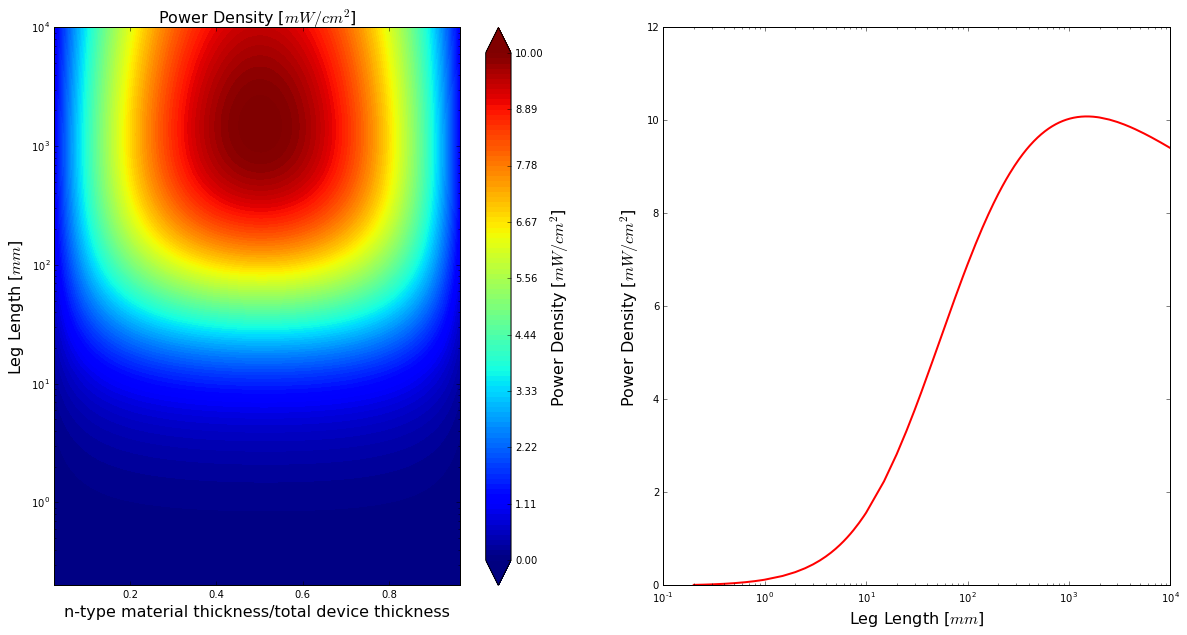 Power Density [mW/cm²]
10⁴
10³
10²
10¹
10⁰
Leg Length [mm]
0.2 0.4 0.6 0.8
n-type material thickness/total device thickness
10.00
8.89
7.78
6.67
5.56
4.44
3.33
2.22
1.11
0.00
Power Density [mW/cm²]
12
10
8
6
4
2
0
Power Density [mW/cm²]
10⁻¹ 10⁰ 10¹ 10² 10³ 10⁴
Leg Length [mm]